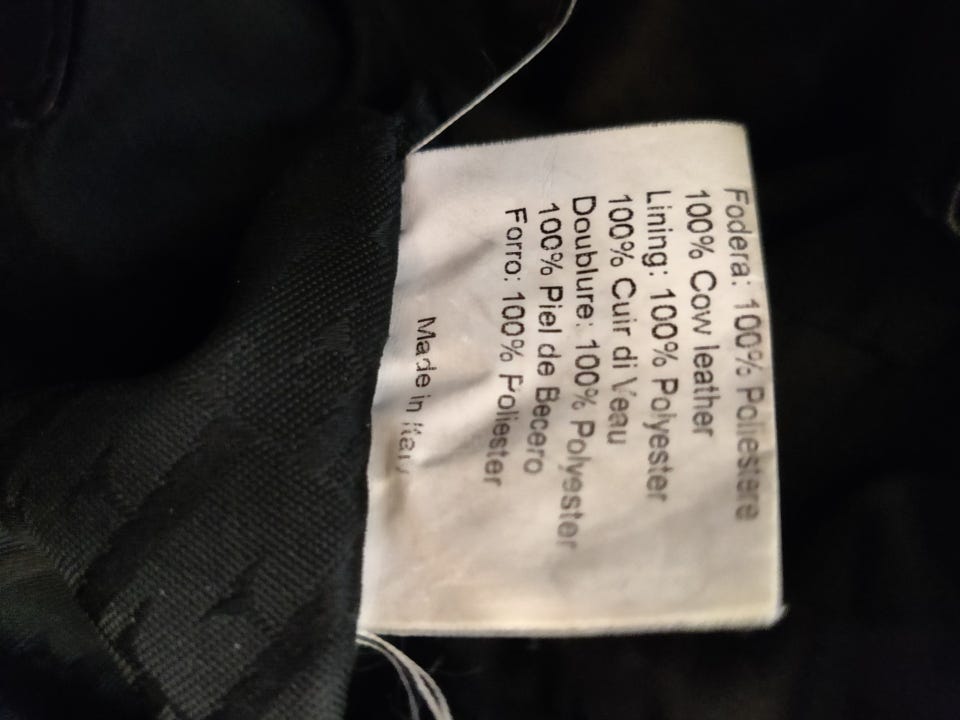 Fodera: 100% Poliestere
100% Cow leather
Lining: 100% Polyester
100% Cuir di Veau
Doublure: 100% Polyester
100% Piel de Becero
Forro: 100% Poliester
Made in Italy